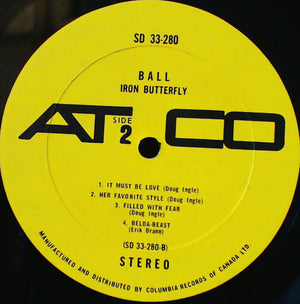 SD 33-280
BALL
IRON BUTTERFLY
ATCO
SIDE
2
1. IT MUST BE LOVE (Doug Ingle)
2. HER FAVORITE STYLE (Doug Ingle)
3. FILLED WITH FEAR
(Doug Ingle)
4. BELDA-BEAST
(Erik Brann)
(SD 33-280-B)
STEREO
MANUFACTURED AND DISTRIBUTED BY COLUMBIA RECORDS OF CANADA LTD.